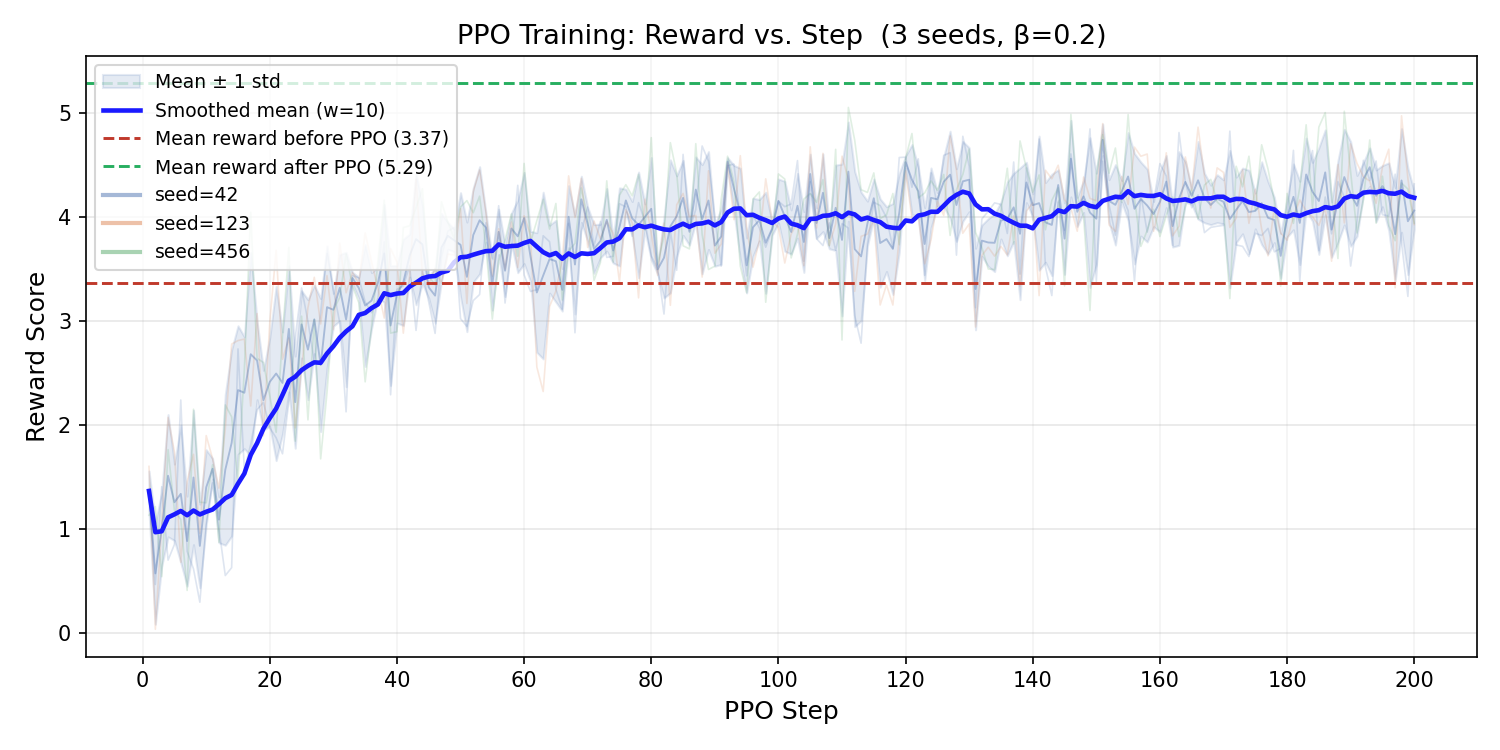 PPO Training: Reward vs. Step (3 seeds, β=0.2)
Mean ± 1 std
Smoothed mean (w=10)
Mean reward before PPO (3.37)
Mean reward after PPO (5.29)
seed=42
seed=123
seed=456
Reward Score
5
4
3
2
1
0
0 20 40 60 80 100 120 140 160 180 200
PPO Step